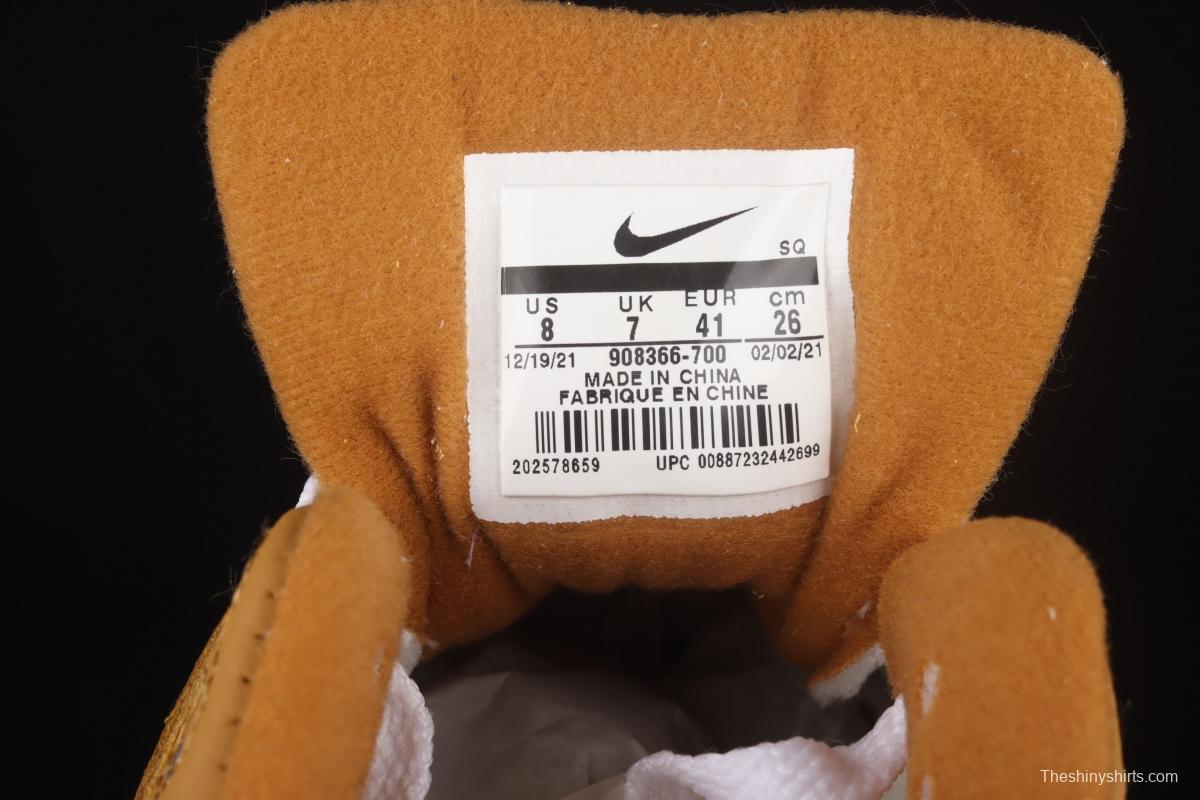 SQ
US UK EUR cm
8 7 41 26
12/19/21 908366-700 02/02/21
MADE IN CHINA
FABRIQUE EN CHINE
202578659 UPC 00887232442699
Theshinyshirts.com